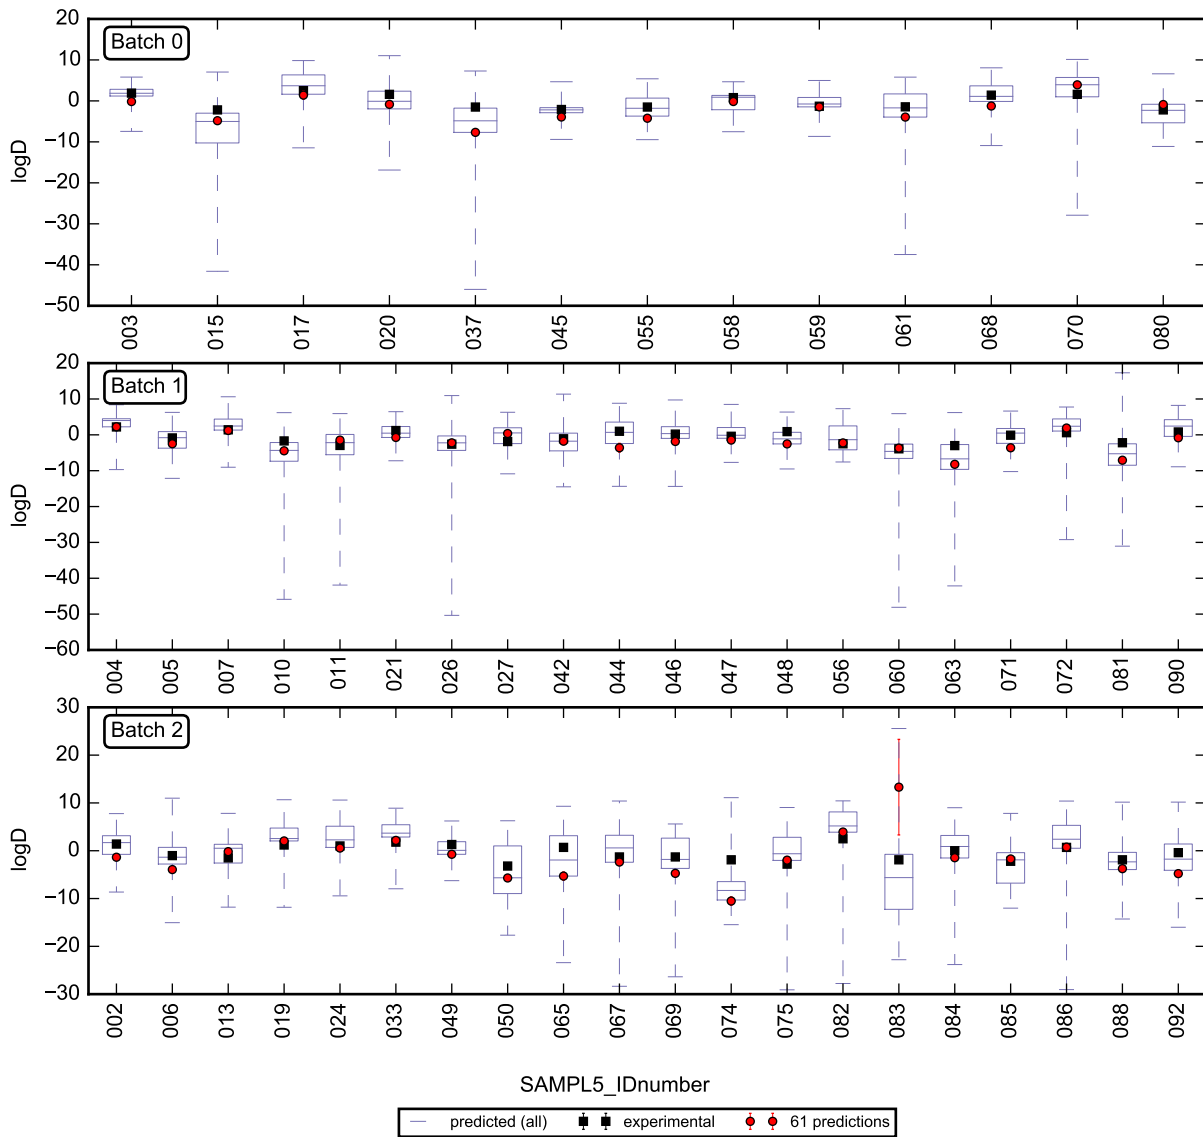 20
Batch 0
10
0
−10
−20
−30
−40
−50
logD
003 015 017 020 037 045 055 058 059 061 068 070 080
20
Batch 1
10
0
−10
−20
−30
−40
−50
−60
logD
004 005 007 010 011 021 026 027 042 044 046 047 048 056 060 063 071 072 081 090
30
Batch 2
20
10
0
−10
−20
−30
logD
002 006 013 019 024 033 049 050 065 067 069 074 075 082 083 084 085 086 088 092
SAMPL5_IDnumber
predicted (all) experimental 61 predictions